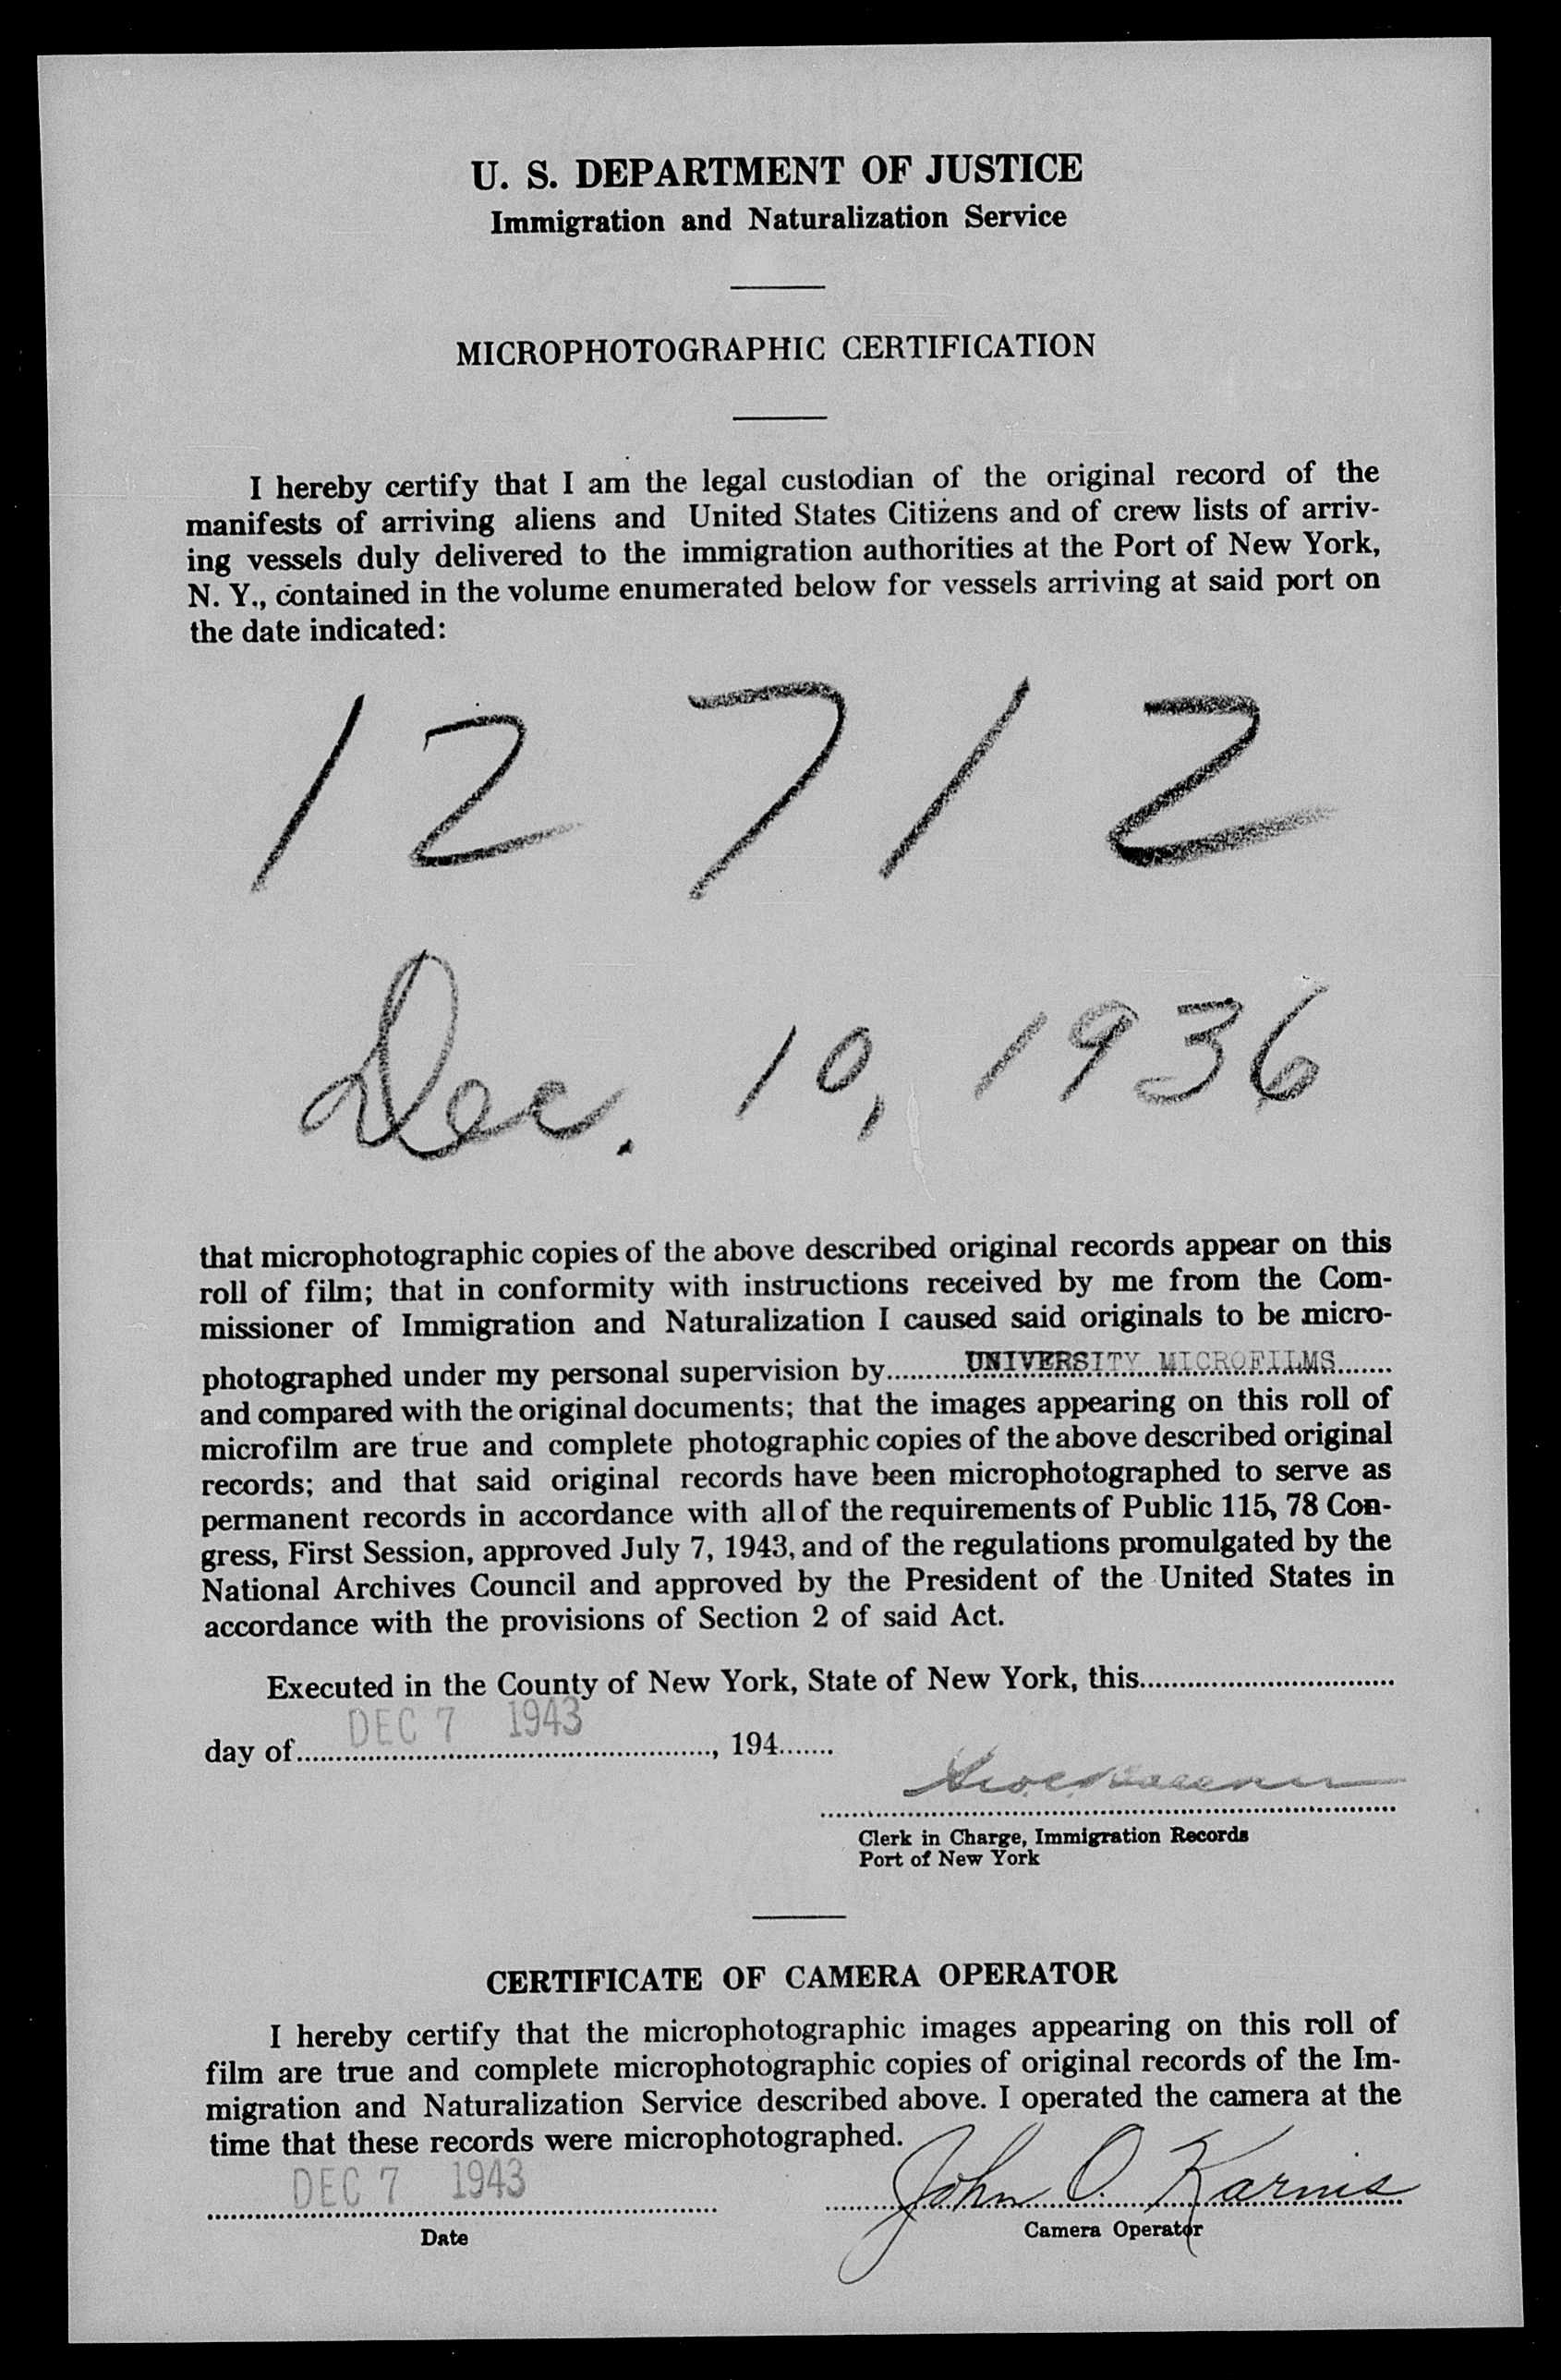 U. S. DEPARTMENT OF JUSTICE
Immigration and Naturalization Service
MICROPHOTOGRAPHIC CERTIFICATION
I hereby certify that I am the legal custodian of the original record of the
manifests of arriving aliens and United States Citizens and of crew lists of arriv-
ing vessels duly delivered to the immigration authorities at the Port of New York,
N. Y., contained in the volume enumerated below for vessels arriving at said port on
the date indicated:
12712
Dec. 10, 1936
that microphotographic copies of the above described original records appear on this
roll of film; that in conformity with instructions received by me from the Com-
missioner of Immigration and Naturalization I caused said originals to be micro-
photographed under my personal supervision by UNIVERSITY MICROFILMS
and compared with the original documents; that the images appearing on this roll of
microfilm are true and complete photographic copies of the above described original
records; and that said original records have been microphotographed to serve as
permanent records in accordance with all of the requirements of Public 115, 78 Con-
gress, First Session, approved July 7, 1943, and of the regulations promulgated by the
National Archives Council and approved by the President of the United States in
accordance with the provisions of Section 2 of said Act.
Executed in the County of New York, State of New York, this
day of DEC 7 1943, 194
Clerk in Charge, Immigration Records
Port of New York
CERTIFICATE OF CAMERA OPERATOR
I hereby certify that the microphotographic images appearing on this roll of
film are true and complete microphotographic copies of original records of the Im-
migration and Naturalization Service described above. I operated the camera at the
time that these records were microphotographed.
DEC 7 1943 John O. Karnis
Date
Camera Operator